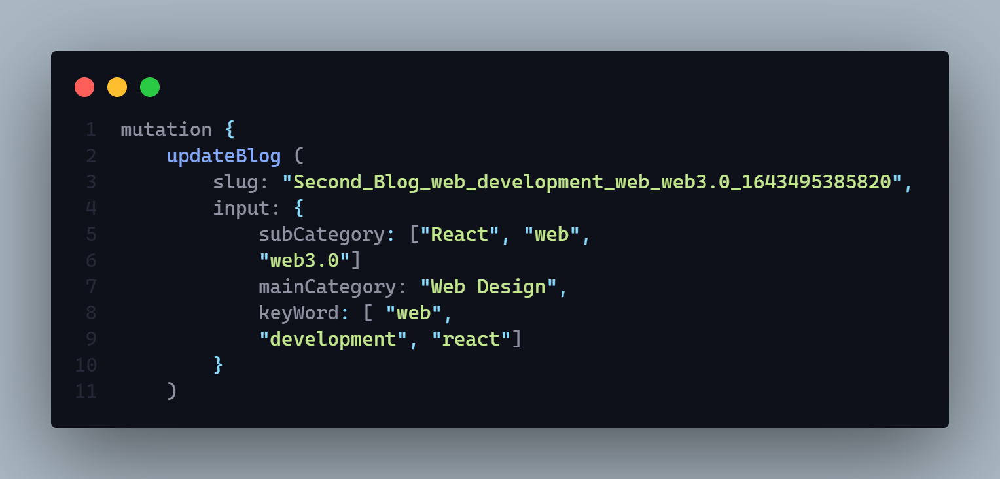 1 mutation {
2     updateBlog (
3         slug: "Second_Blog_web_development_web_web3.0_1643495385820",
4         input: {
5             subCategory: ["React", "web",
6             "web3.0"]
7             mainCategory: "Web Design",
8             keyWord: [ "web",
9             "development", "react"]
10         }
11     )